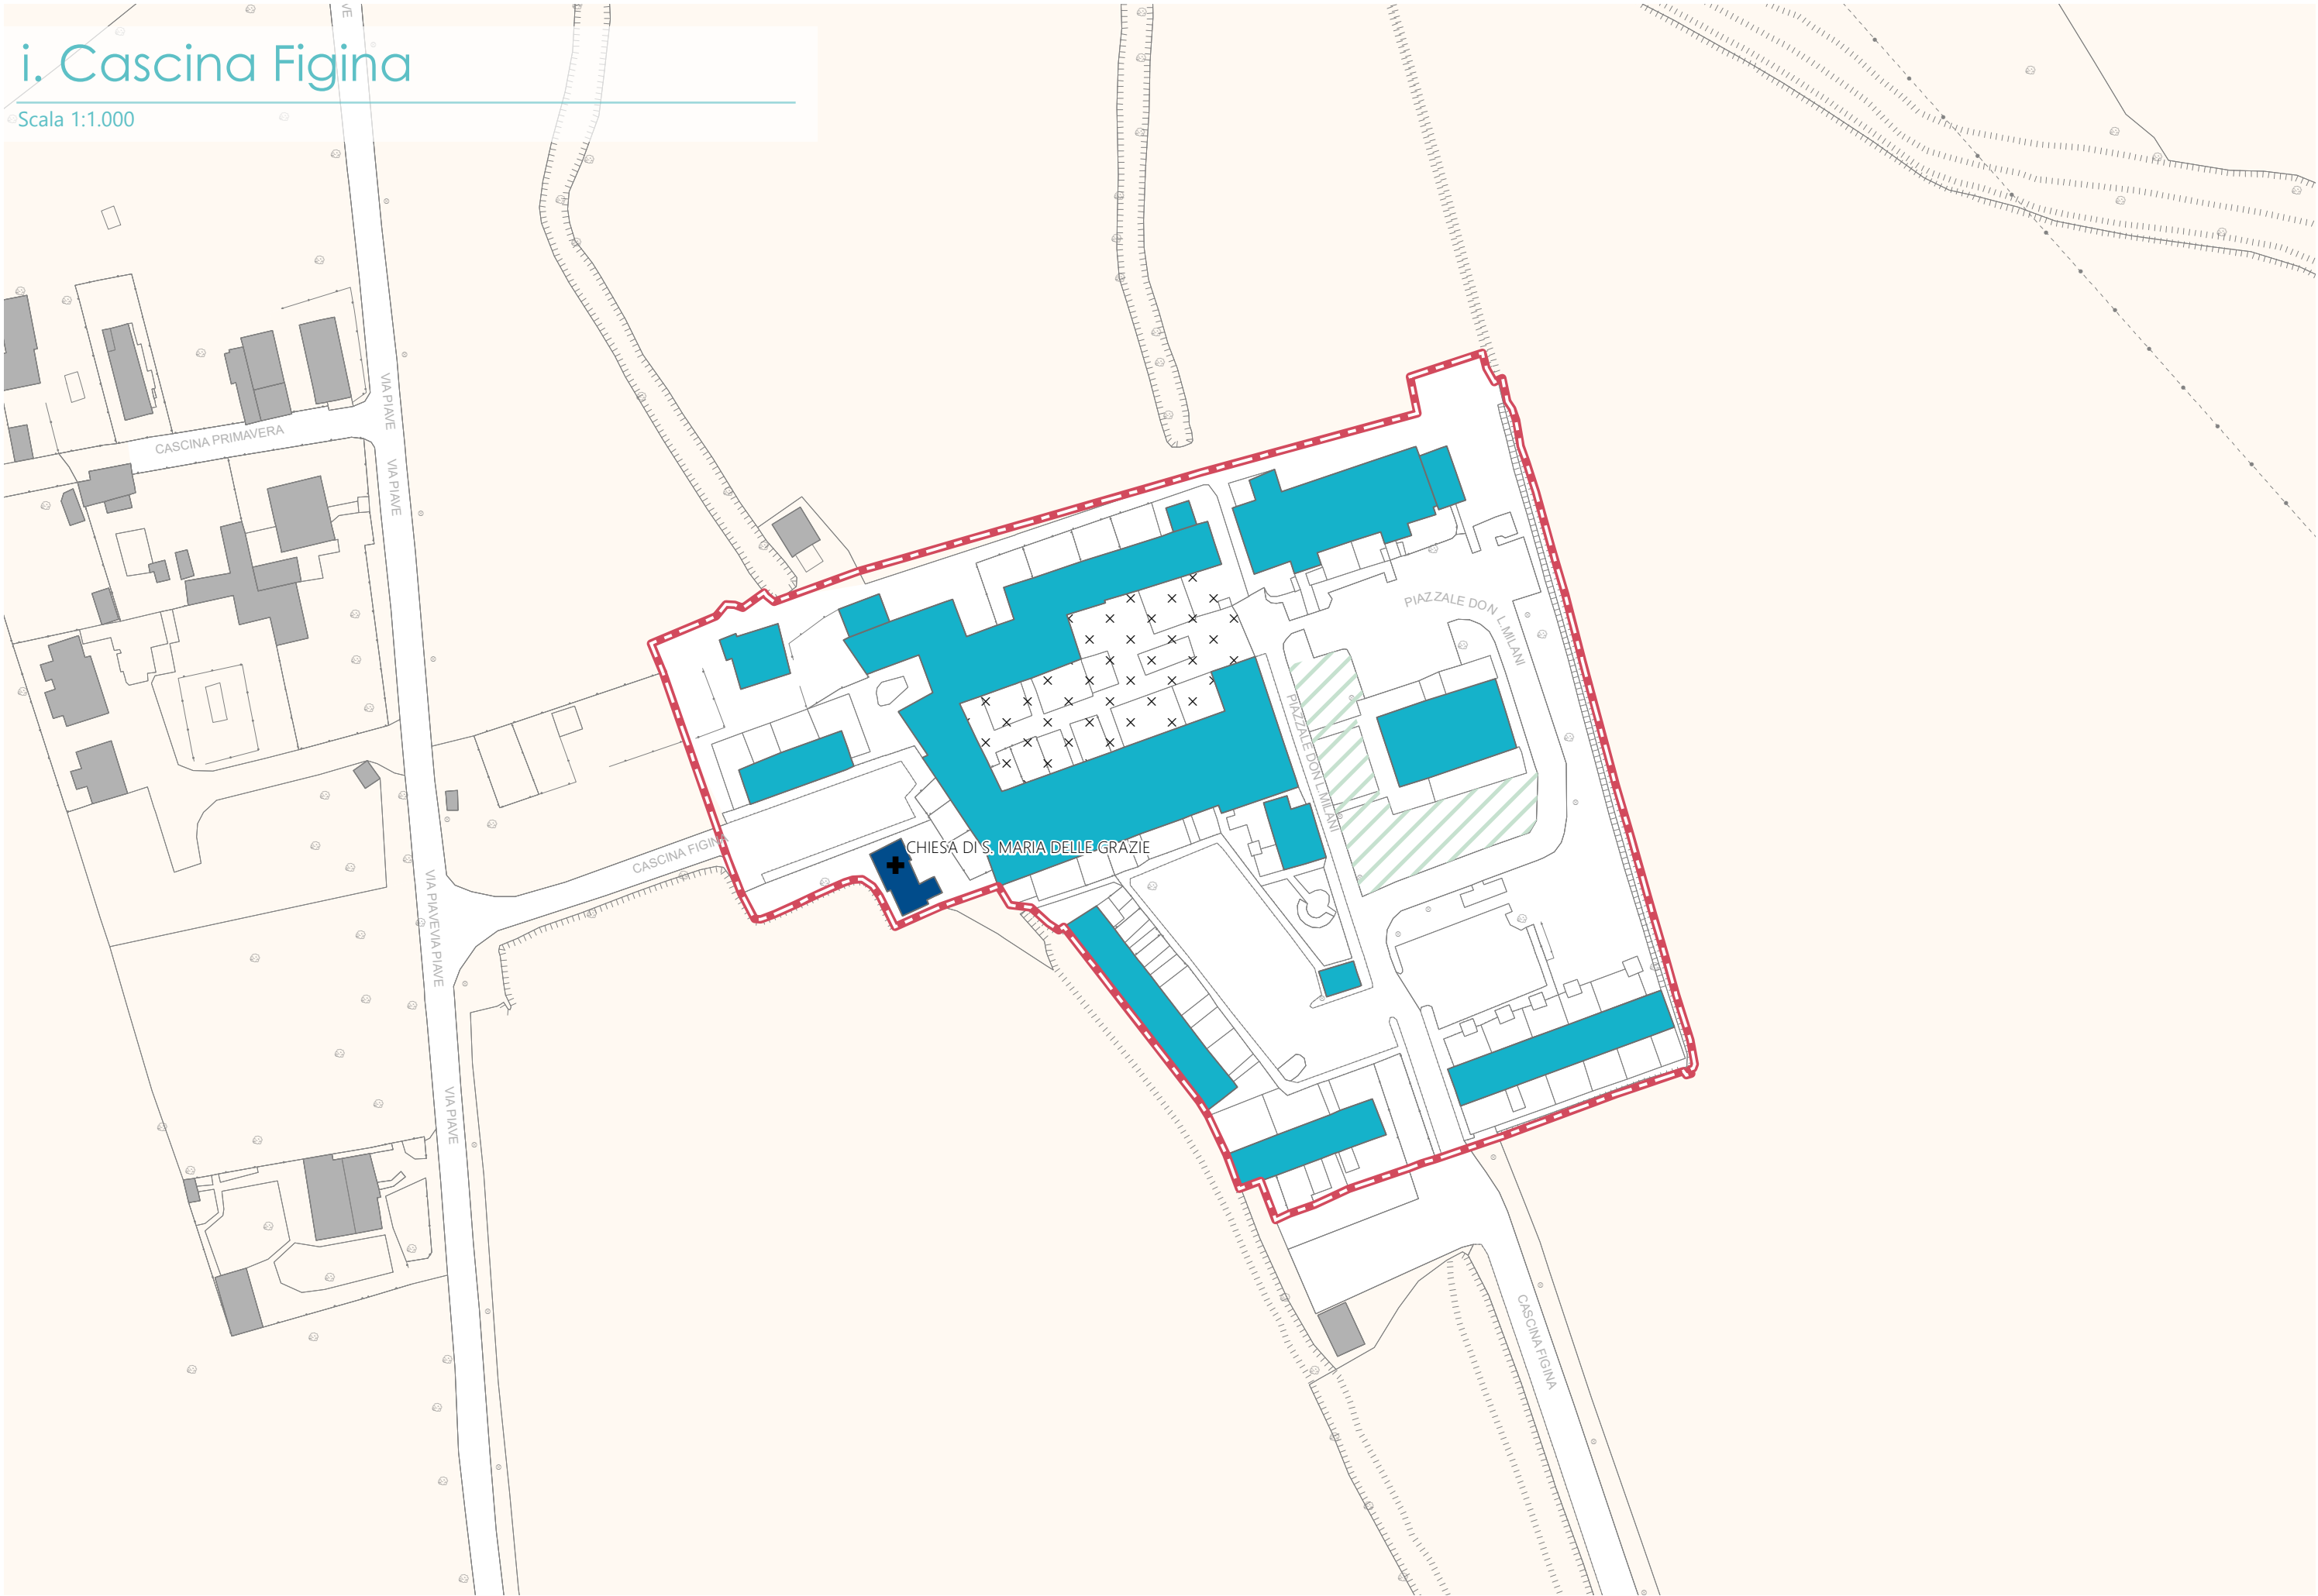 VE
i. Cascina Figina
Scala 1:1.000
VIA PIAVE
CASCINA PRIMAVERA
VIA PIAVE
PIAZZALE DON L.MILANI
PIAZZALE DON L.MILANI
CASCINA FIGINA
CHIESA DI S. MARIA DELLE GRAZIE
VIA PIAVE
VIA PIAVE
VIA PIAVE
CASCINA FIGINA